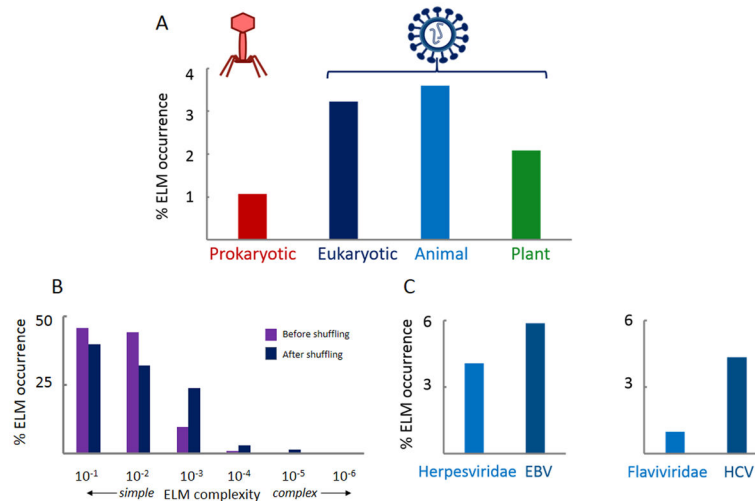 A
% ELM occurrence
4
3
2
1
Prokaryotic Eukaryotic Animal Plant
B
% ELM occurrence
50
25
Before shuffling
After shuffling
10-1 10-2 10-3 10-4 10-5 10-6
simple ELM complexity complex
C
% ELM occurrence
6
3
Herpesviridae EBV
6
3
Flaviviridae HCV